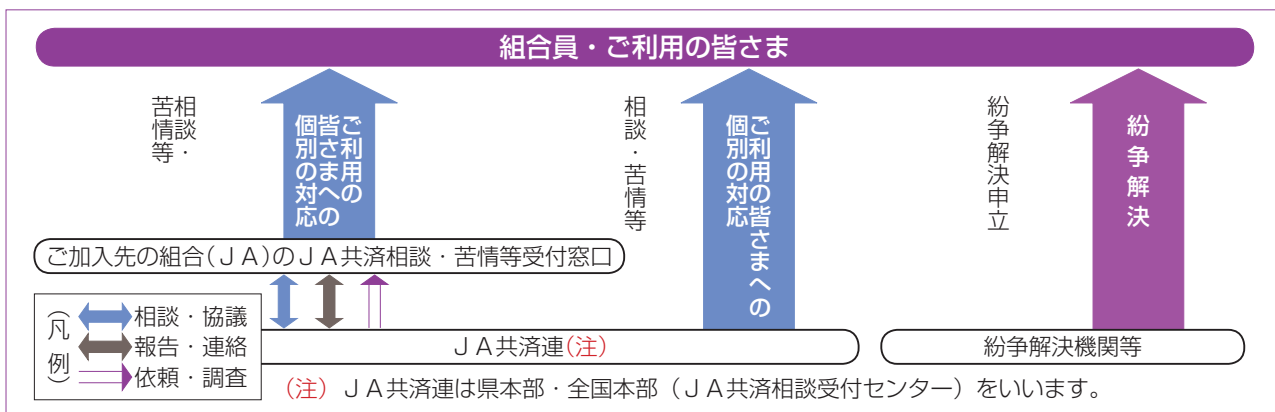 組合員・ご利用の皆さま
相談・
苦情等
ご利用の
皆さまへの
個別の対応
相談・苦情等
ご利用の皆さまへの
個別の対応
紛争解決申立
紛争解決
ご加入先の組合(ＪＡ)のＪＡ共済相談・苦情等受付窓口
(凡例)
相談・協議
報告・連絡
依頼・調査
ＪＡ共済連(注)
紛争解決機関等
(注) ＪＡ共済連は県本部・全国本部（ＪＡ共済相談受付センター）をいいます。